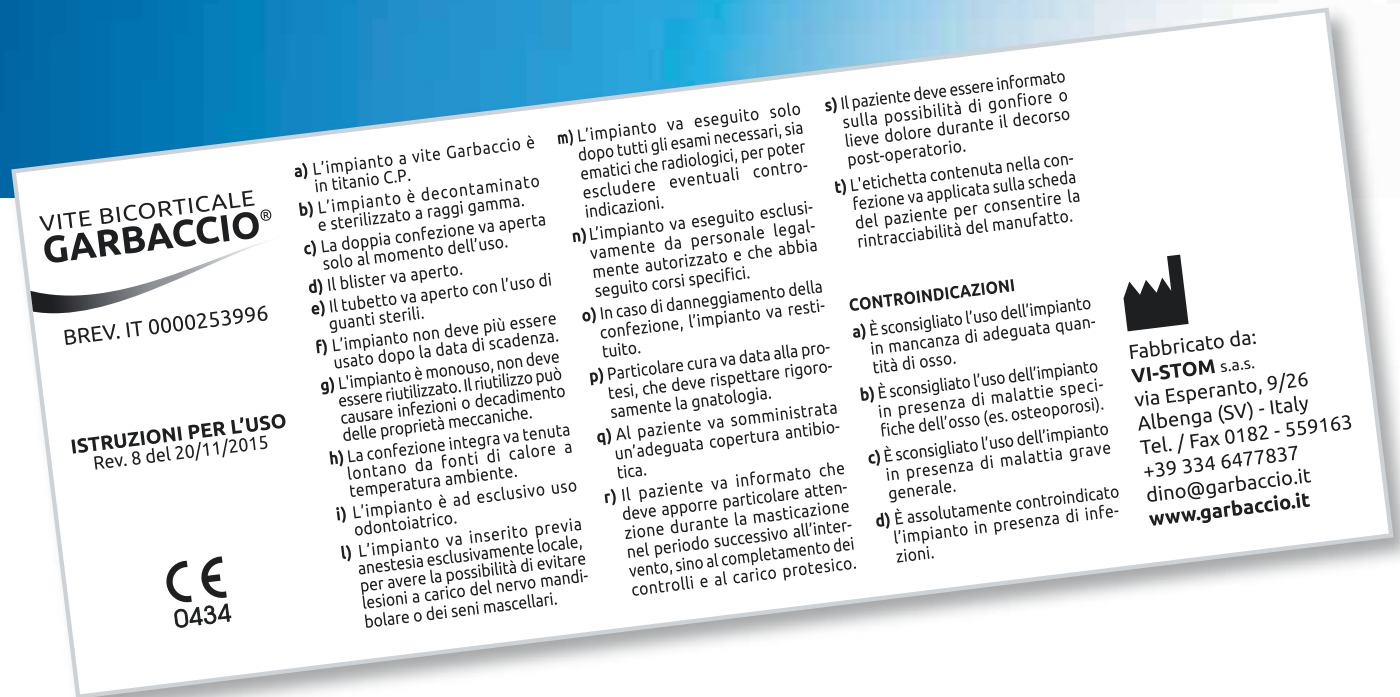 VITE BICORTICALE
GARBACCIO®
BREV. IT 0000253996
ISTRUZIONI PER L'USO
Rev. 8 del 20/11/2015
CE
0434
a) L'impianto a vite Garbaccio è
in titanio C.P.
b) L'impianto è decontaminato
e sterilizzato a raggi gamma.
c) La doppia confezione va aperta
solo al momento dell'uso.
d) Il blister va aperto.
e) Il tubetto va aperto con l'uso di
guanti sterili.
f) L'impianto non deve più essere
usato dopo la data di scadenza.
g) L'impianto è monouso, non deve
essere riutilizzato. Il riutilizzo può
causare infezioni o decadimento
delle proprietà meccaniche.
h) La confezione integra va tenuta
lontano da fonti di calore a
temperatura ambiente.
i) L'impianto è ad esclusivo uso
odontoiatrico.
l) L'impianto va inserito previa
anestesia esclusivamente locale,
per avere la possibilità di evitare
lesioni a carico del nervo mandi-
bolare o dei seni mascellari.
m) L'impianto va eseguito solo
dopo tutti gli esami necessari, sia
ematici che radiologici, per poter
escludere eventuali contro-
indicazioni.
n) L'impianto va eseguito esclusi-
vamente da personale legal-
mente autorizzato e che abbia
seguito corsi specifici.
o) In caso di danneggiamento della
confezione, l'impianto va resti-
tuito.
p) Particolare cura va data alla pro-
tesi, che deve rispettare rigoro-
samente la gnatologia.
q) Al paziente va somministrata
un'adeguata copertura antibio-
tica.
r) Il paziente va informato che
deve apporre particolare atten-
zione durante la masticazione
nel periodo successivo all'inter-
vento, sino al completamento dei
controlli e al carico protesico.
s) Il paziente deve essere informato
sulla possibilità di gonfiore o
lieve dolore durante il decorso
post-operatorio.
t) L'etichetta contenuta nella con-
fezione va applicata sulla scheda
del paziente per consentire la
rintracciabilità del manufatto.
CONTROINDICAZIONI
a) È sconsigliato l'uso dell'impianto
in mancanza di adeguata quan-
tità di osso.
b) È sconsigliato l'uso dell'impianto
in presenza di malattie speci-
fiche dell'osso (es. osteoporosi).
c) È sconsigliato l'uso dell'impianto
in presenza di malattia grave
generale.
d) È assolutamente controindicato
l'impianto in presenza di infe-
zioni.
Fabbricato da:
VI-STOM s.a.s.
via Esperanto, 9/26
Albenga (SV) - Italy
Tel. / Fax 0182 - 559163
+39 334 6477837
dino@garbaccio.it
www.garbaccio.it